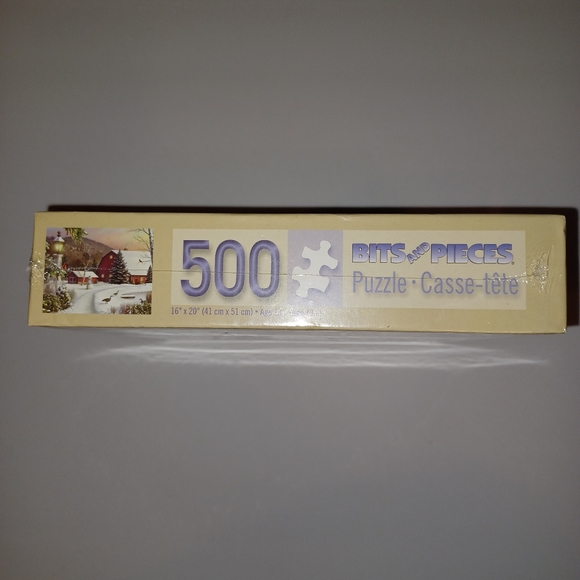 500
BITS AND PIECES®
Puzzle • Casse-tête
16" x 20" (41 cm x 51 cm) •